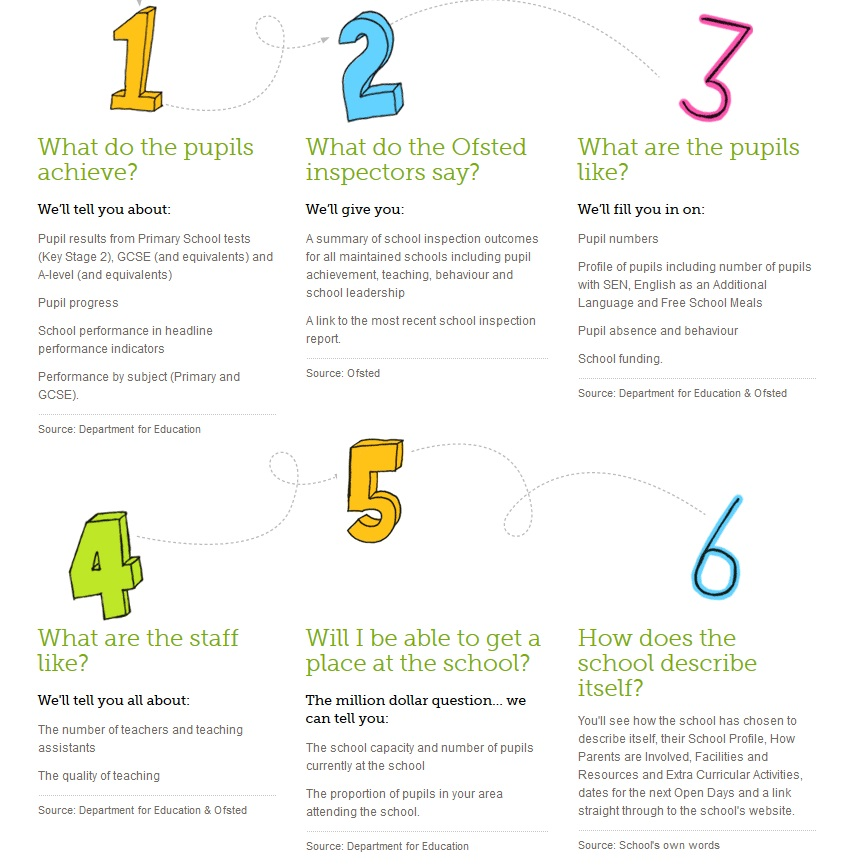 1
What do the pupils
achieve?
We'll tell you about:
Pupil results from Primary School tests
(Key Stage 2), GCSE (and equivalents) and
A-level (and equivalents)
Pupil progress
School performance in headline
performance indicators
Performance by subject (Primary and
GCSE).
Source: Department for Education
2
What do the Ofsted
inspectors say?
We'll give you:
A summary of school inspection outcomes
for all maintained schools including pupil
achievement, teaching, behaviour and
school leadership
A link to the most recent school inspection
report.
Source: Ofsted
3
What are the pupils
like?
We'll fill you in on:
Pupil numbers
Profile of pupils including number of pupils
with SEN, English as an Additional
Language and Free School Meals
Pupil absence and behaviour
School funding.
Source: Department for Education & Ofsted
4
What are the staff
like?
We'll tell you all about:
The number of teachers and teaching
assistants
The quality of teaching
Source: Department for Education & Ofsted
5
Will I be able to get a
place at the school?
The million dollar question... we
can tell you:
The school capacity and number of pupils
currently at the school
The proportion of pupils in your area
attending the school.
Source: Department for Education
6
How does the
school describe
itself?
You'll see how the school has chosen to
describe itself, their School Profile, How
Parents are Involved, Facilities and
Resources and Extra Curricular Activities,
dates for the next Open Days and a link
straight through to the school's website.
Source: School's own words